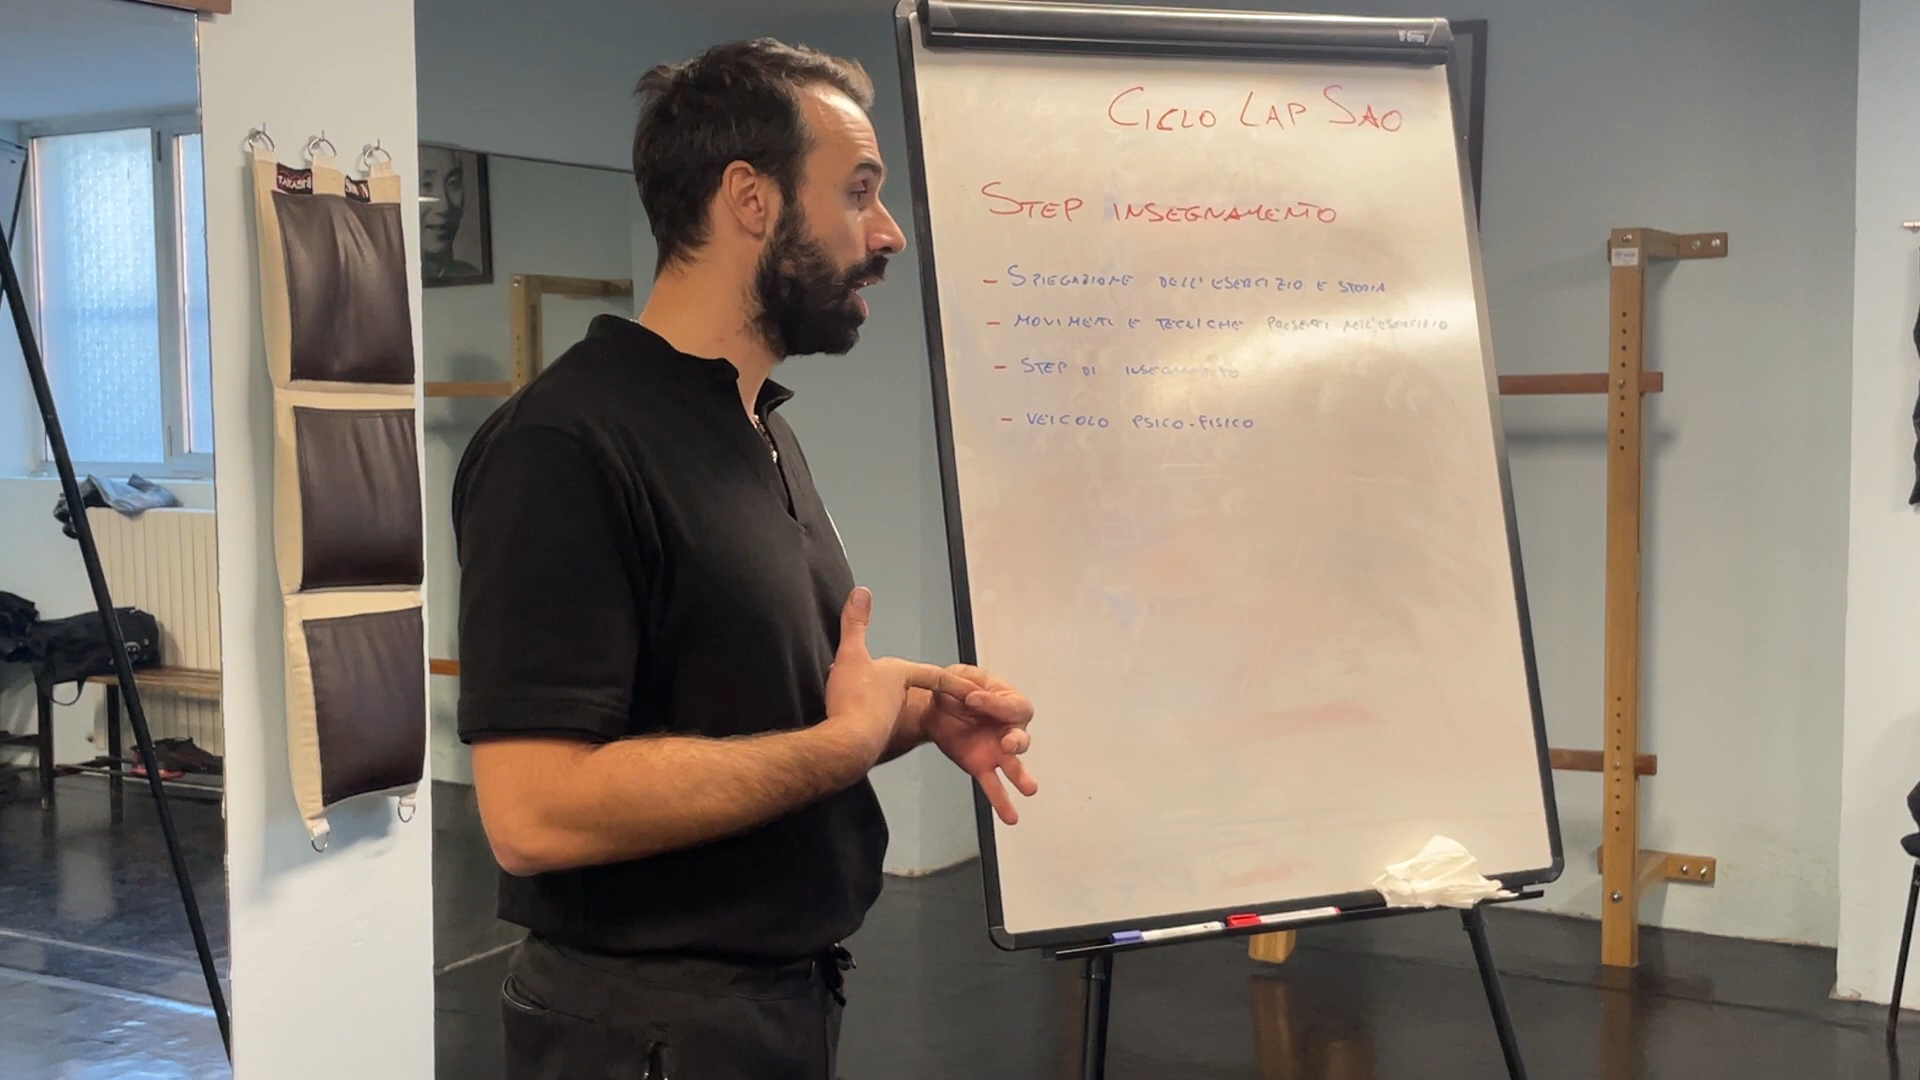 TAKASHI
CICLO LAP SAO
STEP INSEGNAMENTO
- SPIEGAZIONE DELL'ESERCIZIO E STORIA
- MOVIMENTI E TECNICHE PRESENTI NELL'ESERCIZIO
- STEP DI INSEGNAMENTO
- VEICOLO PSICO-FISICO